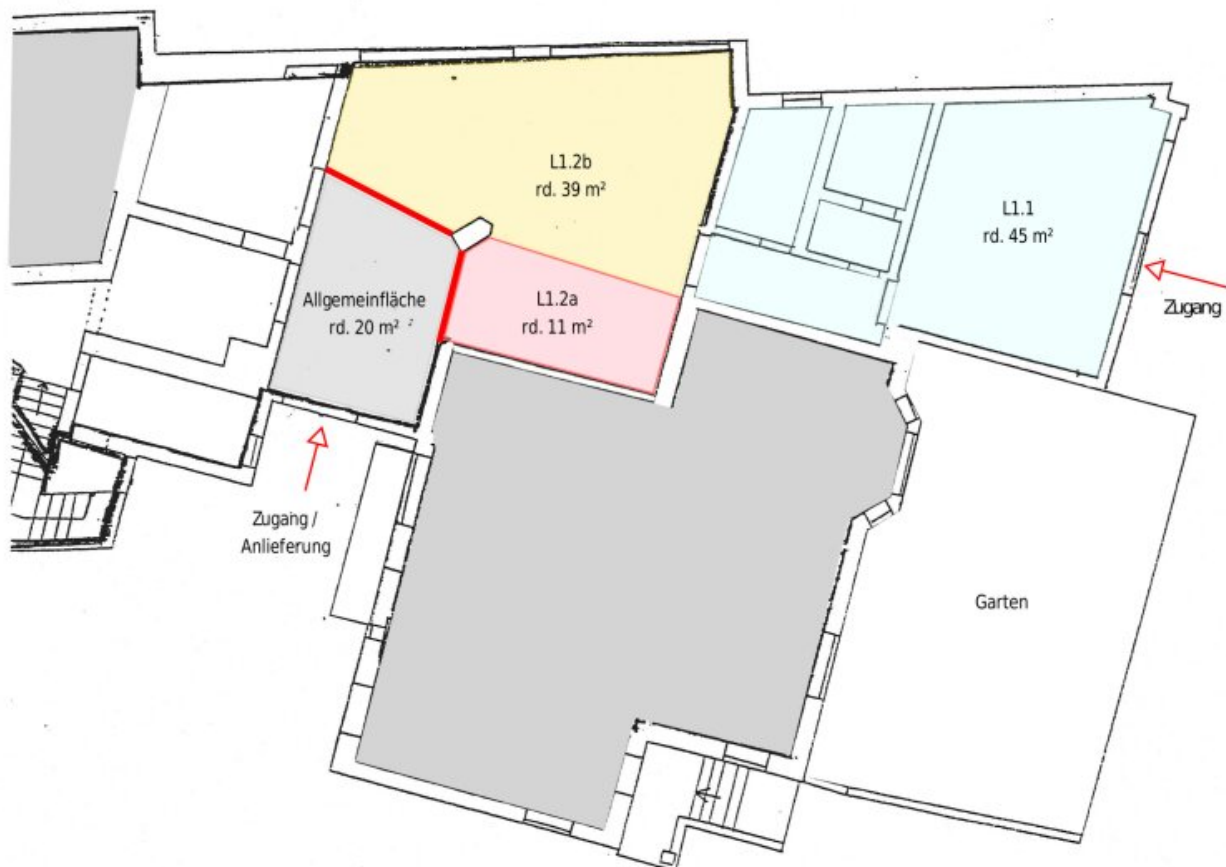 L1.2b
rd. 39 m²
L1.1
rd. 45 m²
Zugang
Allgemeinfläche
rd. 20 m²
L1.2a
rd. 11 m²
Zugang /
Anlieferung
Garten